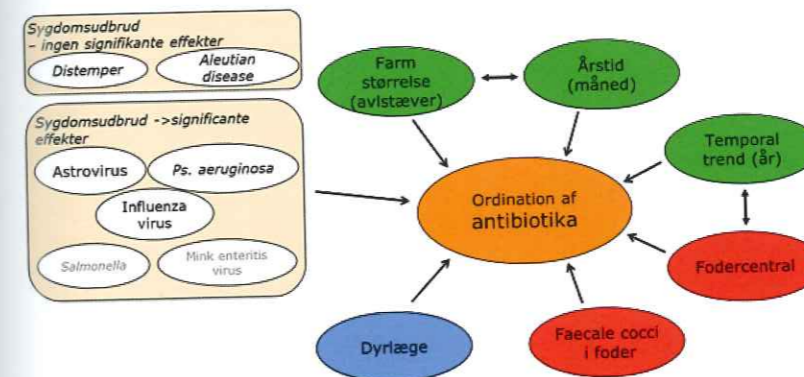 Sygdomsudbrud
– ingen signifikante effekter
Distemper
Aleutian
disease
Sygdomsudbrud ->significante
effekter
Astrovirus
Ps. aeruginosa
Influenza
virus
Salmonella
Mink enteritis
virus
Farm
størrelse
(avlstæver)
Årstid
(måned)
Temporal
trend (år)
Ordination af
antibiotika
Fodercentral
Dyrlæge
Faecale cocci
i foder